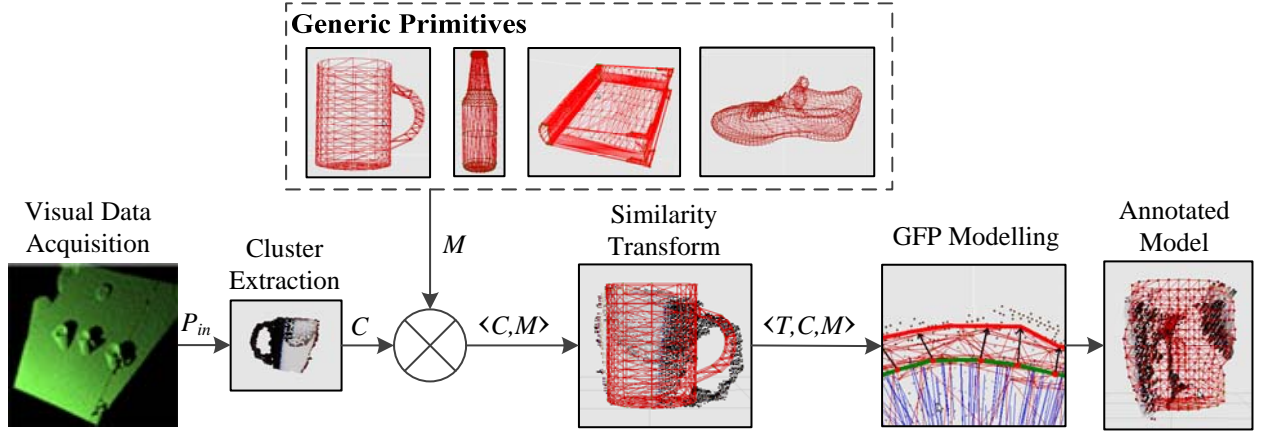 Generic Primitives
Visual Data
Acquisition
Cluster
Extraction
M
Similarity
Transform
GFP Modelling
Annotated
Model
P_in
C
<C,M>
<T,C,M>